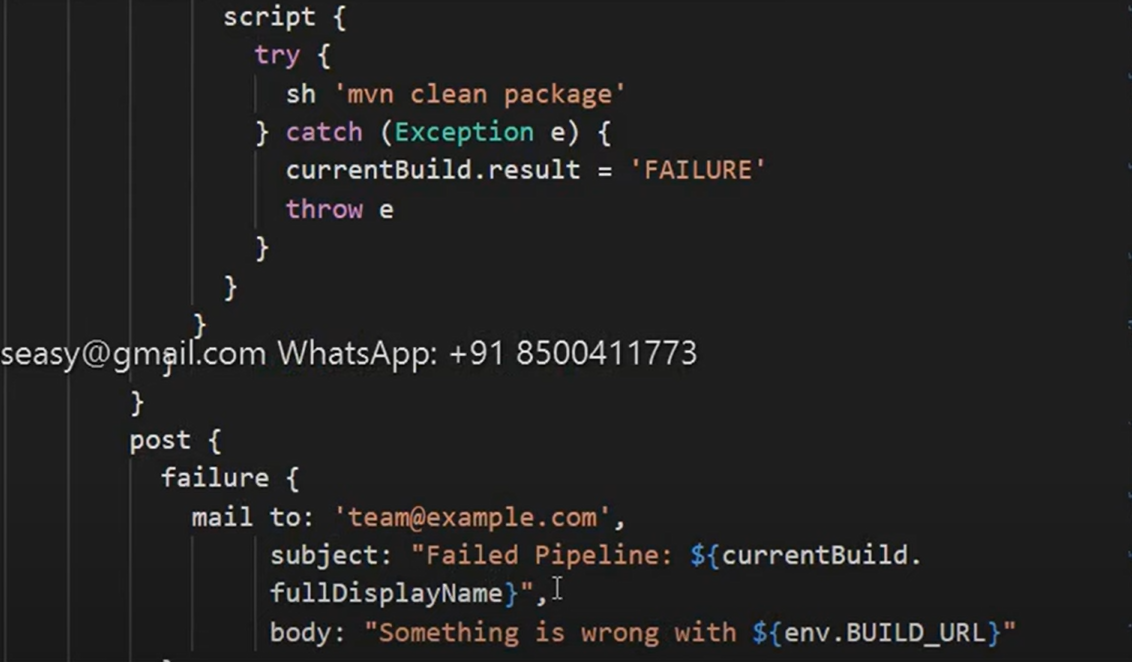 script {
try {
sh 'mvn clean package'
} catch (Exception e) {
currentBuild.result = 'FAILURE'
throw e
}
}
}
seasy@gmail.com WhatsApp: +91 8500411773
}
}
post {
failure {
mail to: 'team@example.com',
subject: "Failed Pipeline: ${currentBuild.
fullDisplayName}",
body: "Something is wrong with ${env.BUILD_URL}"